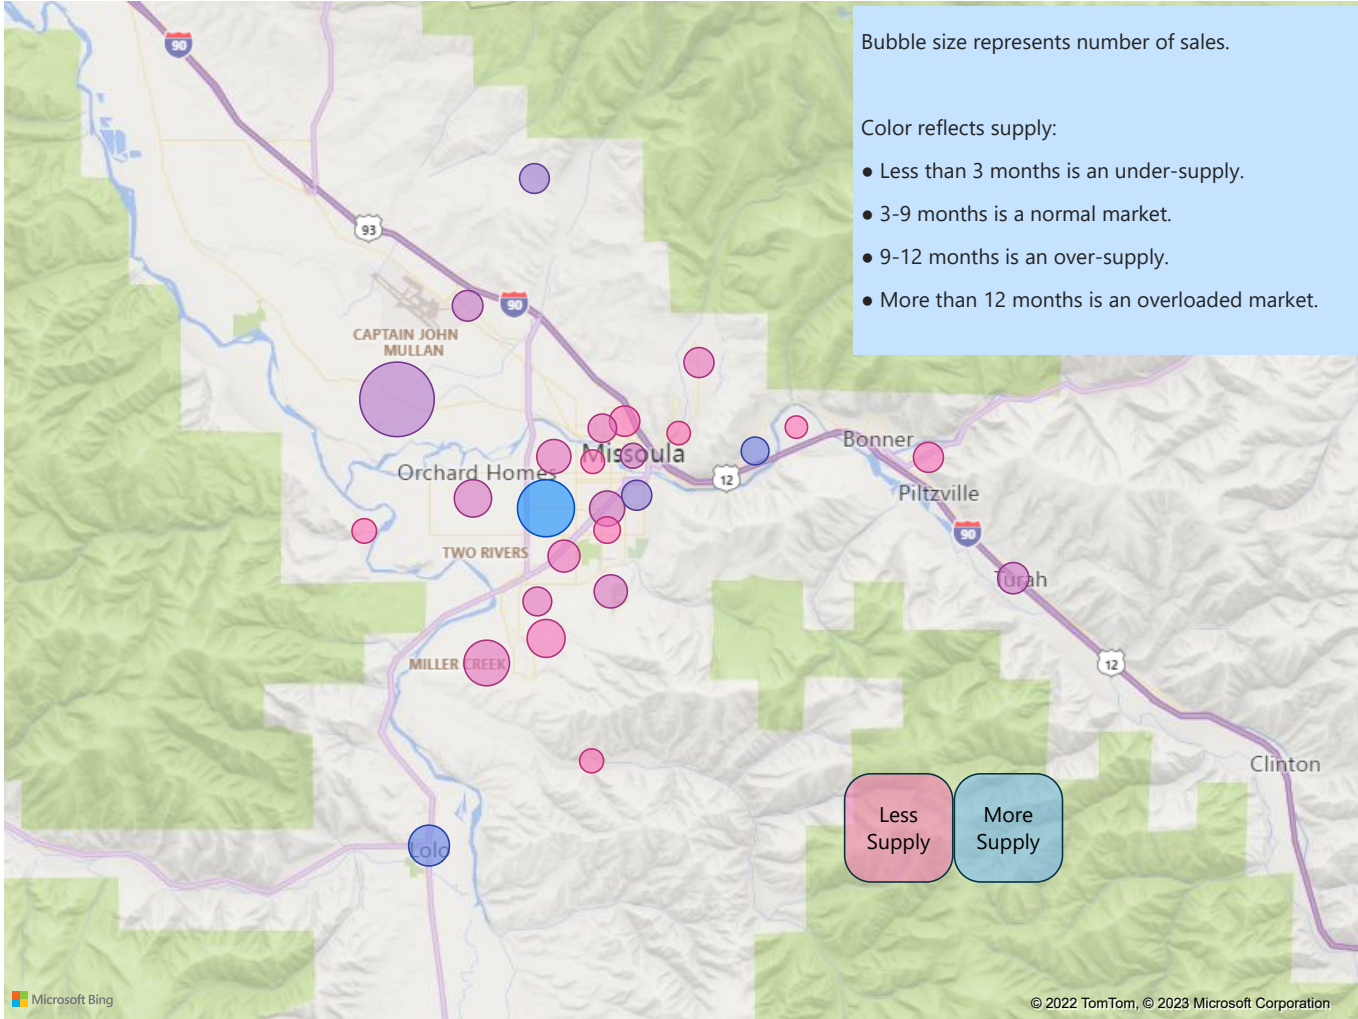 Bubble size represents number of sales.
Color reflects supply:
● Less than 3 months is an under-supply.
● 3-9 months is a normal market.
● 9-12 months is an over-supply.
● More than 12 months is an overloaded market.
90
93
90
CAPTAIN JOHN
MULLAN
Missoula
Bonner
Orchard Homes
12
Piltzville
90
TWO RIVERS
Turah
MILLER CREEK
12
Clinton
Less
Supply
More
Supply
Lolo
Microsoft Bing
© 2022 TomTom, © 2023 Microsoft Corporation